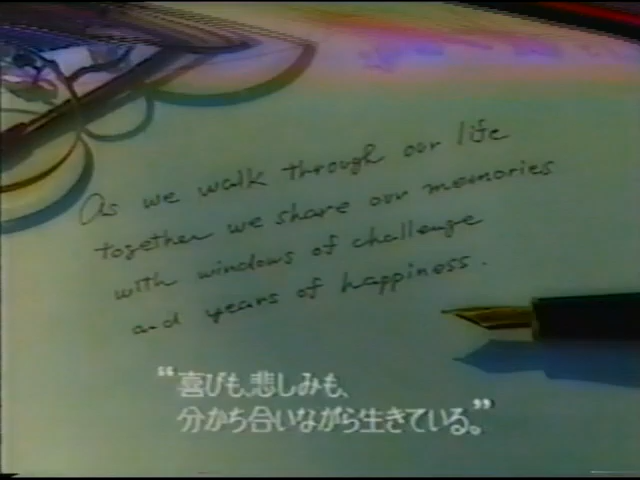 As we walk through our life
together we share our memories
with windows of challenge
and years of happiness.
“喜びも、悲しみも、
分かち合いながら生きている。”